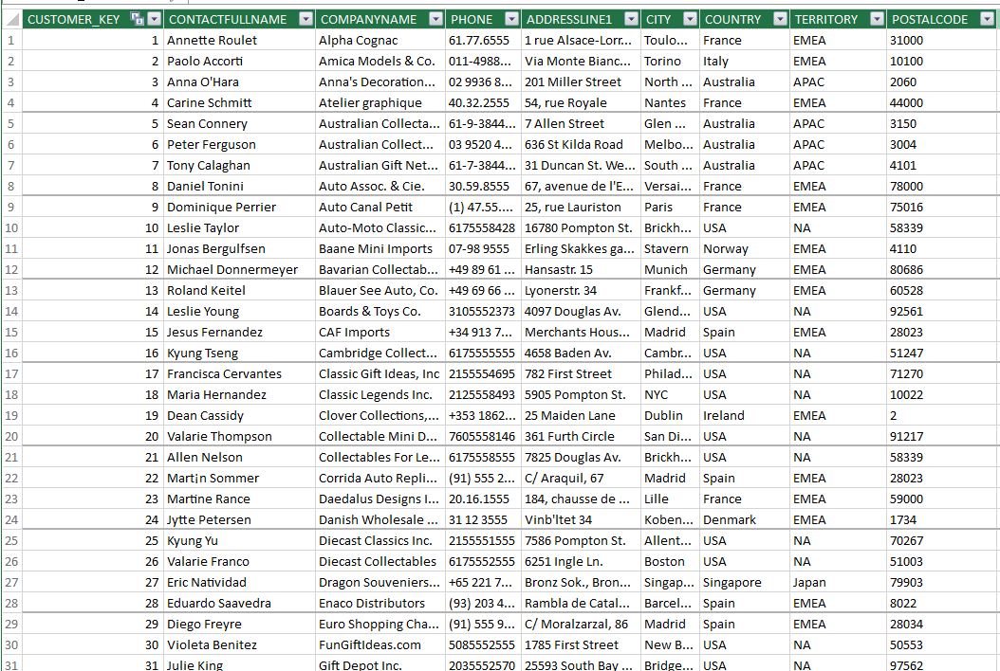 CUSTOMER_KEY CONTACTFULLNAME COMPANYNAME PHONE ADDRESSLINE1 CITY COUNTRY TERRITORY POSTALCODE
1 1 Annette Roulet Alpha Cognac 61.77.6555 1 rue Alsace-Lorr... Toulo... France EMEA 31000
2 2 Paolo Accorti Amica Models & Co. 011-4988... Via Monte Bianc... Torino Italy EMEA 10100
3 3 Anna O'Hara Anna's Decoration... 02 9936 8... 201 Miller Street North ... Australia APAC 2060
4 4 Carine Schmitt Atelier graphique 40.32.2555 54, rue Royale Nantes France EMEA 44000
5 5 Sean Connery Australian Collecta... 61-9-3844... 7 Allen Street Glen ... Australia APAC 3150
6 6 Peter Ferguson Australian Collect... 03 9520 4... 636 St Kilda Road Melbo... Australia APAC 3004
7 7 Tony Calaghan Australian Gift Net... 61-7-3844... 31 Duncan St. We... South ... Australia APAC 4101
8 8 Daniel Tonini Auto Assoc. & Cie. 30.59.8555 67, avenue de l'E... Versai... France EMEA 78000
9 9 Dominique Perrier Auto Canal Petit (1) 47.55.... 25, rue Lauriston Paris France EMEA 75016
10 10 Leslie Taylor Auto-Moto Classic... 6175558428 16780 Pompton St. Brickh... USA NA 58339
11 11 Jonas Bergulfsen Baane Mini Imports 07-98 9555 Erling Skakkes ga... Stavern Norway EMEA 4110
12 12 Michael Donnermeyer Bavarian Collectab... +49 89 61 ... Hansastr. 15 Munich Germany EMEA 80686
13 13 Roland Keitel Blauer See Auto, Co. +49 69 66 ... Lyonerstr. 34 Frankf... Germany EMEA 60528
14 14 Leslie Young Boards & Toys Co. 3105552373 4097 Douglas Av. Glend... USA NA 92561
15 15 Jesus Fernandez CAF Imports +34 913 7... Merchants Hous... Madrid Spain EMEA 28023
16 16 Kyung Tseng Cambridge Collect... 6175555555 4658 Baden Av. Cambr... USA NA 51247
17 17 Francisca Cervantes Classic Gift Ideas, Inc 2155554695 782 First Street Philad... USA NA 71270
18 18 Maria Hernandez Classic Legends Inc. 2125558493 5905 Pompton St. NYC USA NA 10022
19 19 Dean Cassidy Clover Collections,... +353 1862... 25 Maiden Lane Dublin Ireland EMEA 2
20 20 Valarie Thompson Collectable Mini D... 7605558146 361 Furth Circle San Di... USA NA 91217
21 21 Allen Nelson Collectables For Le... 6175558555 7825 Douglas Av. Brickh... USA NA 58339
22 22 Mart¡n Sommer Corrida Auto Repli... (91) 555 2... C/ Araquil, 67 Madrid Spain EMEA 28023
23 23 Martine Rance Daedalus Designs I... 20.16.1555 184, chausse de ... Lille France EMEA 59000
24 24 Jytte Petersen Danish Wholesale ... 31 12 3555 Vinb'ltet 34 Koben... Denmark EMEA 1734
25 25 Kyung Yu Diecast Classics Inc. 2155551555 7586 Pompton St. Allent... USA NA 70267
26 26 Valarie Franco Diecast Collectables 6175552555 6251 Ingle Ln. Boston USA NA 51003
27 27 Eric Natividad Dragon Souveniers... +65 221 7... Bronz Sok., Bron... Singap... Singapore Japan 79903
28 28 Eduardo Saavedra Enaco Distributors (93) 203 4... Rambla de Catal... Barcel... Spain EMEA 8022
29 29 Diego Freyre Euro Shopping Cha... (91) 555 9... C/ Moralzarzal, 86 Madrid Spain EMEA 28034
30 30 Violeta Benitez FunGiftIdeas.com 5085552555 1785 First Street New B... USA NA 50553
31 31 Julie King Gift Depot Inc. 2035552570 25593 South Bay ... Bridge... USA NA 97562